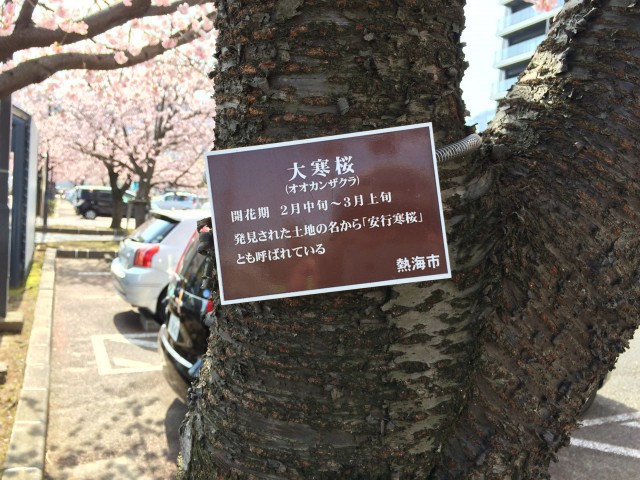 大寒桜
(オオカンザクラ)
開花期 2月中旬～3月上旬
発見された土地の名から「安行寒桜」
とも呼ばれている
熱海市